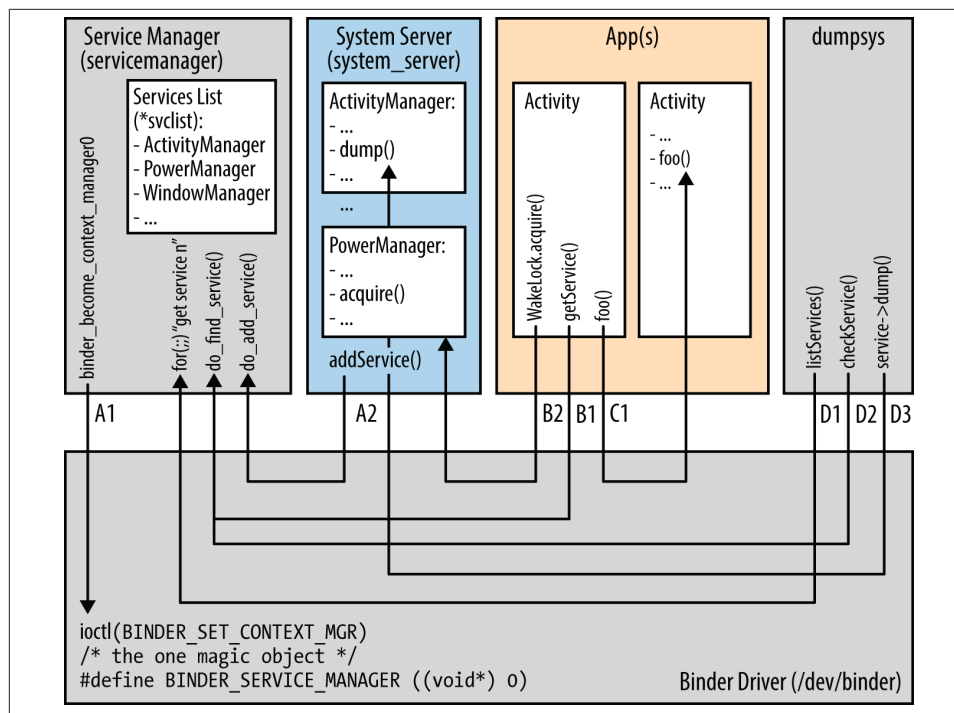 Service Manager
(servicemanager)
Services List
(*svclist):
- ActivityManager
- PowerManager
- WindowManager
- ...
binder_become_context_manager0
for(;;) “get service n”
do_find_service()
do_add_service()
System Server
(system_server)
ActivityManager:
- ...
- dump()
- ...
...
PowerManager:
- ...
- acquire()
- ...
addService()
App(s)
Activity
WakeLock.acquire()
getService()
foo()
Activity
- ...
- foo()
- ...
dumpsys
listServices()
checkService()
service->dump()
A1
A2
B2
B1
C1
D1
D2
D3
ioctl(BINDER_SET_CONTEXT_MGR)
/* the one magic object */
#define BINDER_SERVICE_MANAGER ((void*) 0)
Binder Driver (/dev/binder)